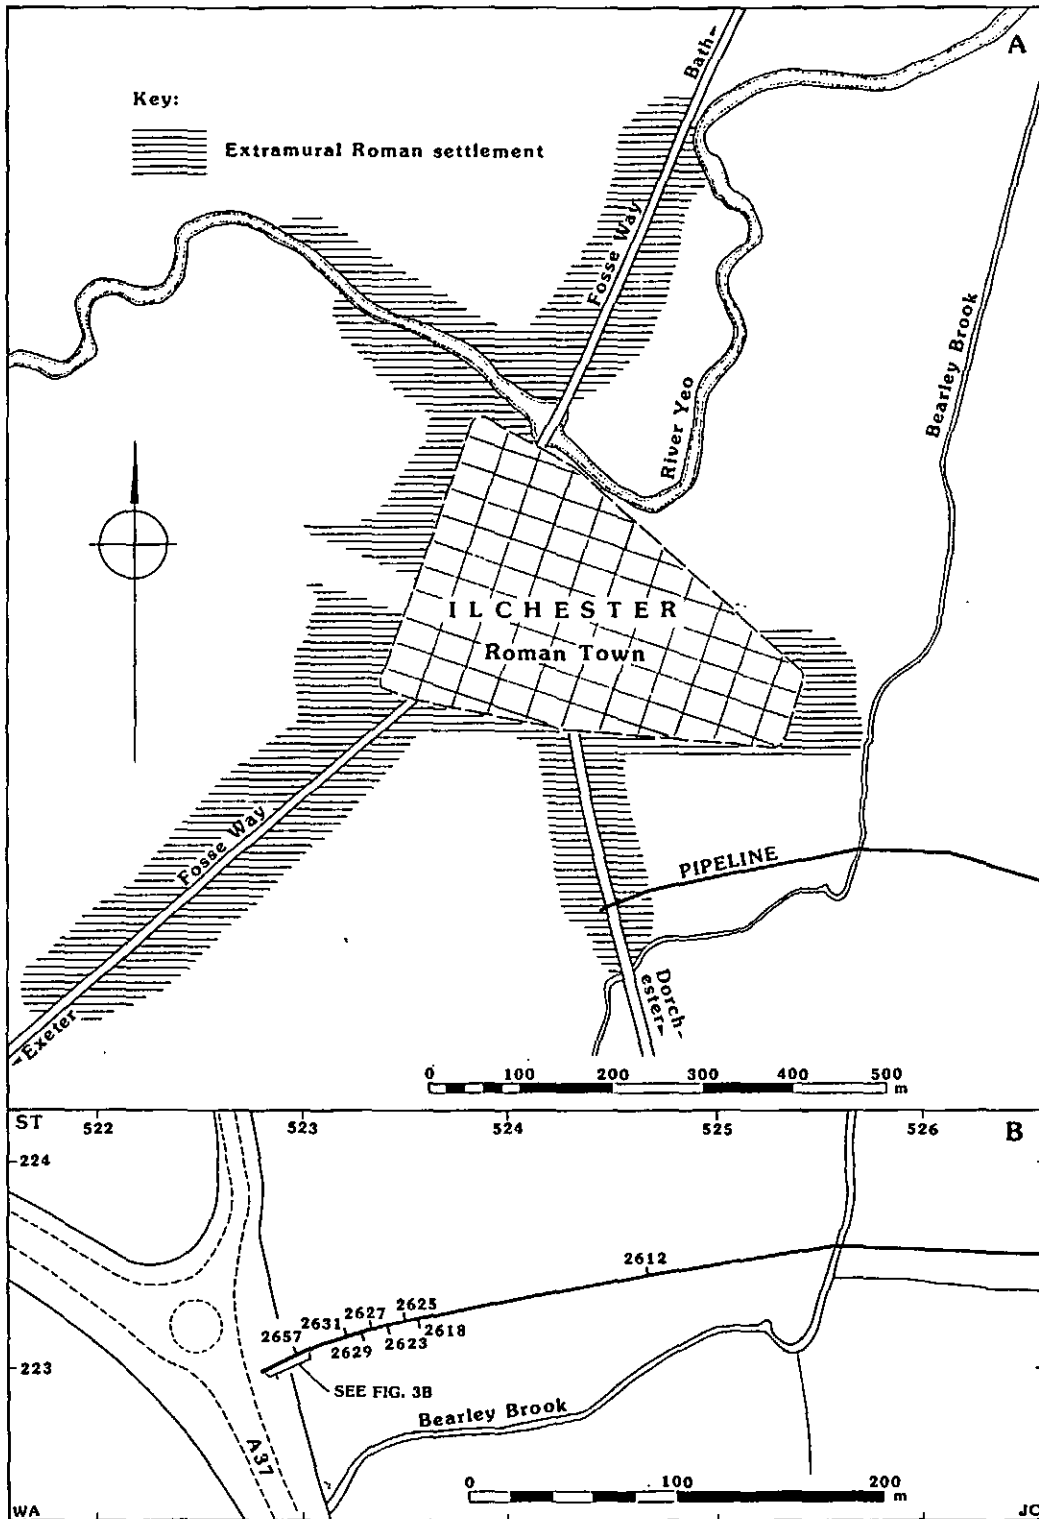 A
Bath
Key:
Extramural Roman settlement
Fosse Way
Bearley Brook
River Yeo
ILCHESTER
Roman Town
PIPELINE
Fosse Way
Dorch-
ester
Exeter
0 100 200 300 400 500
m
ST 522 523 524 525 526 B
224
2612
2631 2627 2625
2657 2618
2629 2623
223
SEE FIG. 3B
Bearley Brook
A37
0 100 200
m
WA JC